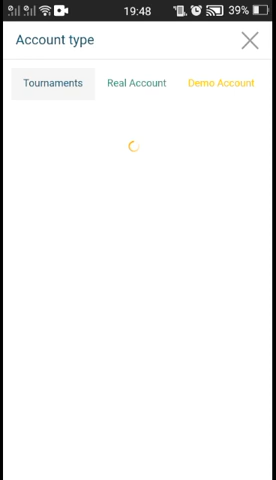 19:48
39%
Account type
Tournaments
Real Account
Demo Account